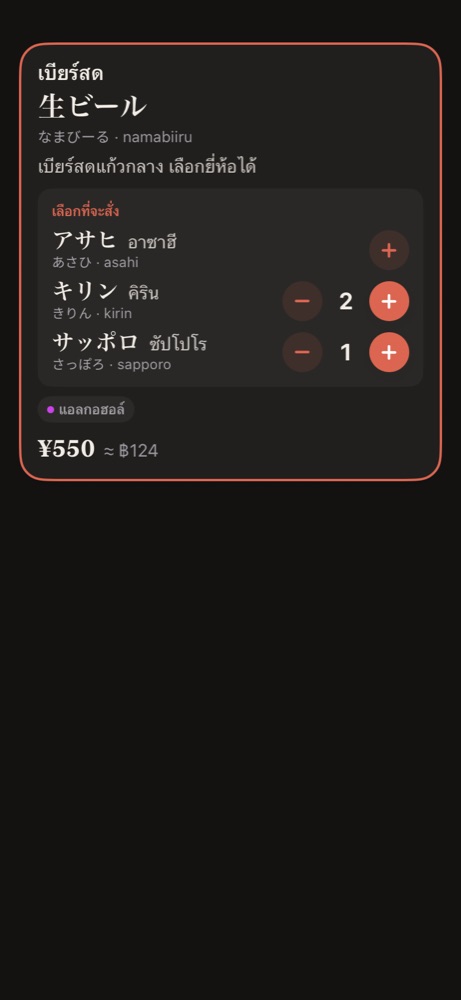 เบียร์สด
生ビール
なまびーる · namabiiru
เบียร์สดแก้วกลาง เลือกยี่ห้อได้
เลือกที่จะสั่ง
アサヒ อาซาฮี
あさひ · asahi
+
キリン คิริน
きりん · kirin
− 2 +
サッポロ ซัปโปโร
さっぽろ · sapporo
− 1 +
แอลกอฮอล์
¥550 ≈ ฿124